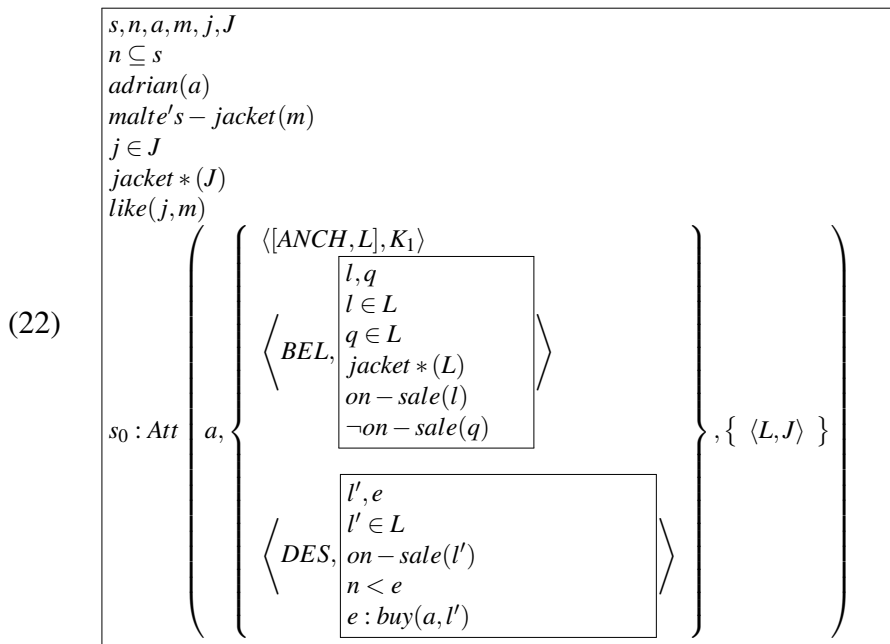 s, n, a, m, j, J
n ⊆ s
adrian(a)
malte′s − jacket(m)
j ∈ J
jacket ∗ (J)
like(j, m)
⟨[ANCH, L], K₁⟩
l, q
l ∈ L
q ∈ L
⟨ BEL, jacket ∗ (L) ⟩
on − sale(l)
¬on − sale(q)
(22)
s₀ : Att ( a, { } , { ⟨L, J⟩ } )
l′, e
l′ ∈ L
⟨ DES, on − sale(l′) ⟩
n < e
e : buy(a, l′)